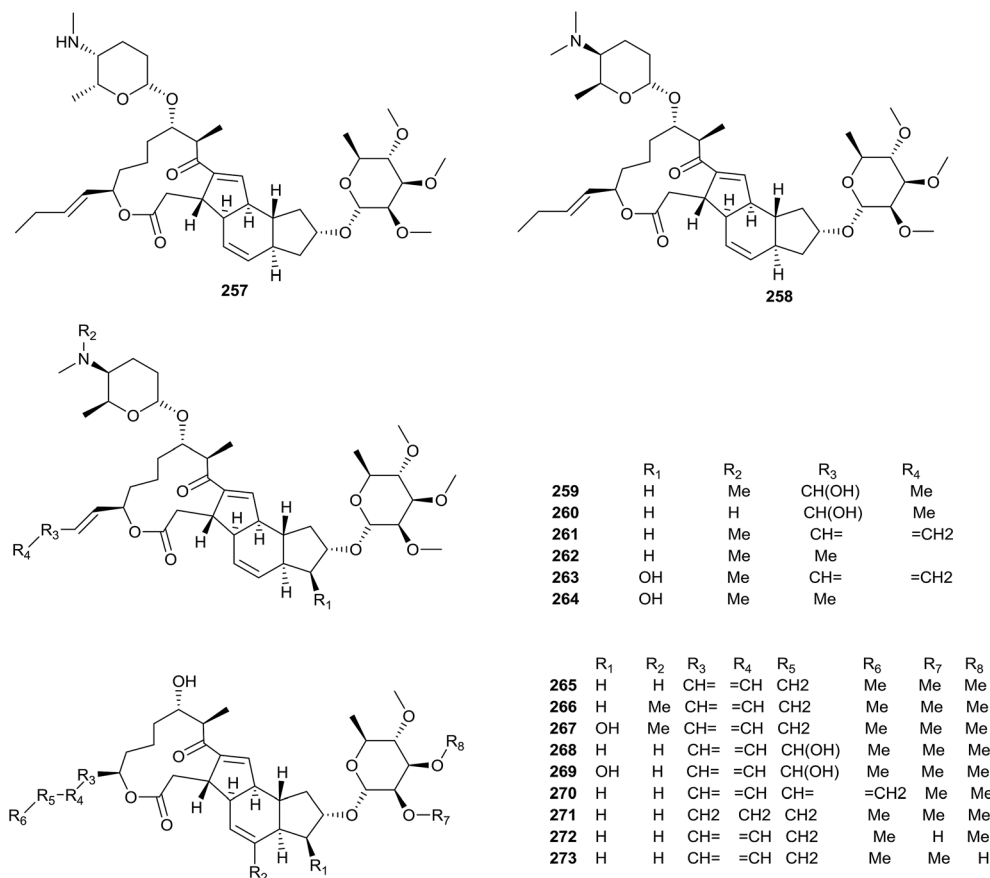 HN
O
O
O
O
H
O
O
H
H
H
O
O
O
O
H
257
N
O
O
O
O
H
O
O
H
H
H
O
O
O
O
H
258
R2
N
O
O
O
O
H
O
O
H
H
H
R3
R4
O
O
O
O
H
R1
R1 R2 R3 R4
259 H Me CH(OH) Me
260 H H CH(OH) Me
261 H Me CH= =CH2
262 H Me Me
263 OH Me CH= =CH2
264 OH Me Me
OH
O
O
R8
H
O
O
H
H
H
R3
R4
R5
R6
O
O
O
O
R7
H
R1
R2
R1 R2 R3 R4 R5 R6 R7 R8
265 H H CH= =CH CH2 Me Me Me
266 H Me CH= =CH CH2 Me Me Me
267 OH Me CH= =CH CH2 Me Me Me
268 H H CH= =CH CH(OH) Me Me Me
269 OH H CH= =CH CH(OH) Me Me Me
270 H H CH= =CH CH= =CH2 Me Me
271 H H CH2 CH2 CH2 Me Me Me
272 H H CH= =CH CH2 Me H Me
273 H H CH= =CH CH2 Me Me H